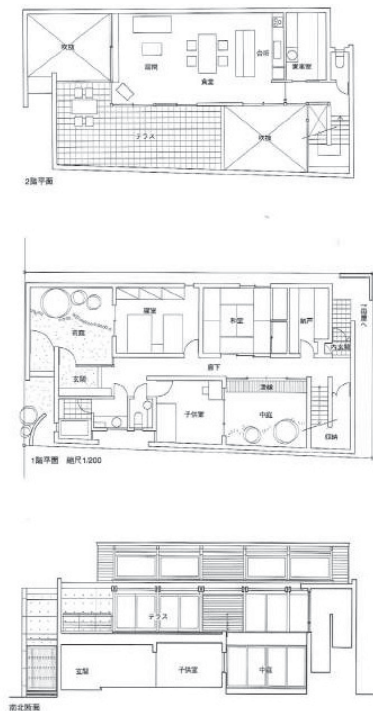 吹抜
居間
食堂
台所
家事室
テラス
吹抜
2階平面
前庭
寝室
和室
納戸
内玄関
玄関
廊下
濡縁
子供室
中庭
収納
1階平面 縮尺1:200
テラス
玄関
子供室
中庭
南北断面